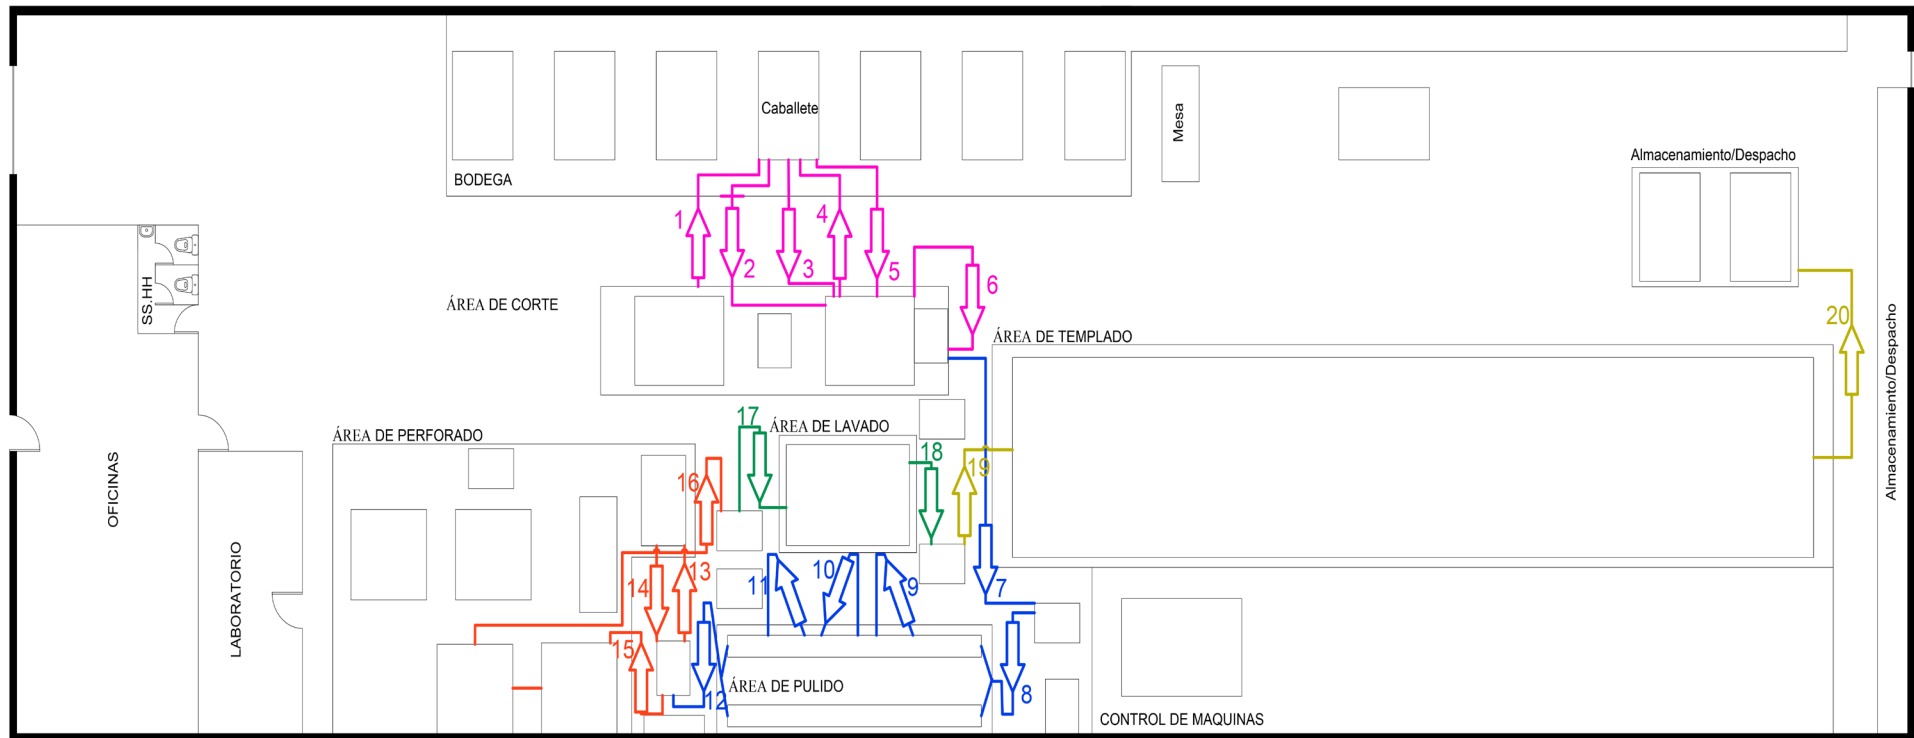 Caballete
Mesa
BODEGA
Almacenamiento/Despacho
1
2
3
4
5
6
SS.HH
ÁREA DE CORTE
ÁREA DE TEMPLADO
20
Almacenamiento/Despacho
17
ÁREA DE LAVADO
ÁREA DE PERFORADO
18
19
16
OFICINAS
LABORATORIO
14
13
11
10
9
7
15
12
ÁREA DE PULIDO
8
CONTROL DE MAQUINAS